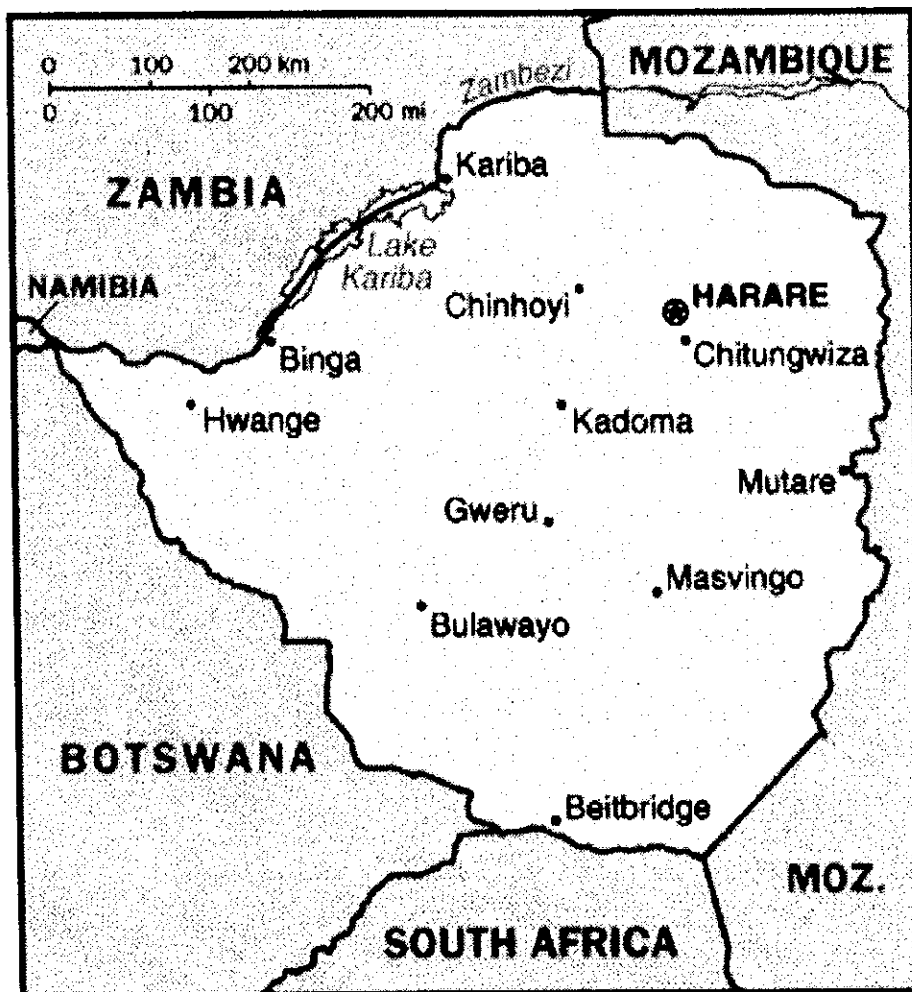 0 100 200 km
0 100 200 mi
MOZAMBIQUE
Zambezi
Kariba
ZAMBIA
Lake
Kariba
NAMIBIA
Chinhoyi
HARARE
Chitungwiza
Binga
Hwange
Kadoma
Mutare
Gweru
Masvingo
Bulawayo
BOTSWANA
Beitbridge
MOZ.
SOUTH AFRICA